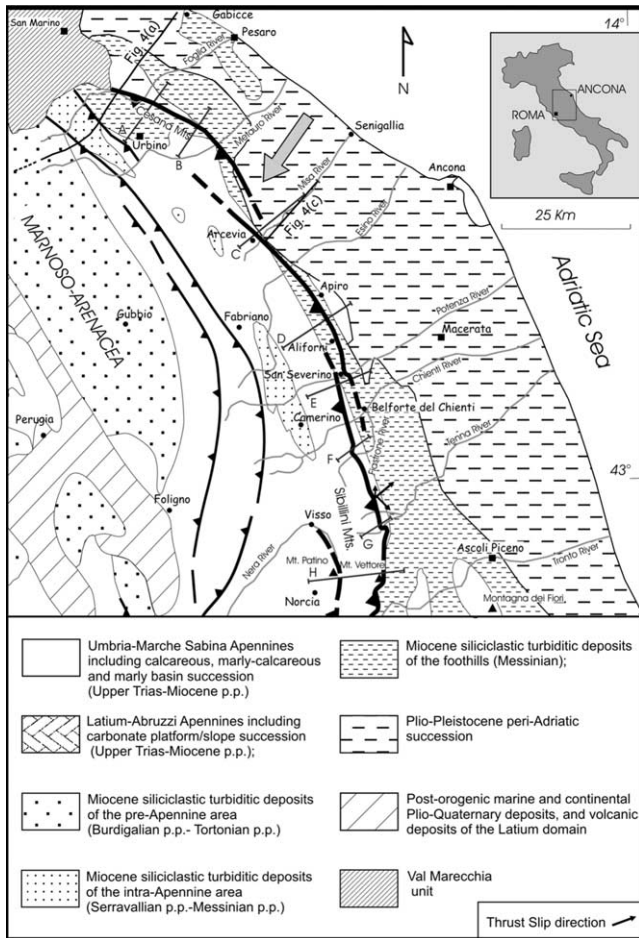 Gabicce
San Marino
Pesaro
14°
Fig. 4(a)
Foglia River
N
ANCONA
ROMA
Cesana Mts.
A
Urbino
B
Metauro River
Senigallia
Ancona
25 Km
Misa River
Esino River
Fig. 4(c)
Arcevia
C
MARNOSO-ARENACEA
Adriatic Sea
Apiro
Potenza River
Gubbio
Fabriano
D
Aliforni
Macerata
San Severino
Chienti River
E
Belforte del Chienti
Perugia
Camerino
Tenna River
F
43°
Foligno
Sibillini Mts.
Visso
G
Ascoli Piceno
Nera River
Mt. Patino
Mt. Vettore
H
Tronto River
Norcia
Montagna dei Fiori
Umbria-Marche Sabina Apennines
including calcareous, marly-calcareous
and marly basin succession
(Upper Trias-Miocene p.p.)
Miocene siliciclastic turbiditic deposits
of the foothills (Messinian);
Latium-Abruzzi Apennines including
carbonate platform/slope succession
(Upper Trias-Miocene p.p.);
Plio-Pleistocene peri-Adriatic
succession
Miocene siliciclastic turbiditic deposits
of the pre-Apennine area
(Burdigalian p.p.- Tortonian p.p.)
Post-orogenic marine and continental
Plio-Quaternary deposits, and volcanic
deposits of the Latium domain
Miocene siliciclastic turbiditic deposits
of the intra-Apennine area
(Serravallian p.p.-Messinian p.p.)
Val Marecchia
unit
Thrust Slip direction